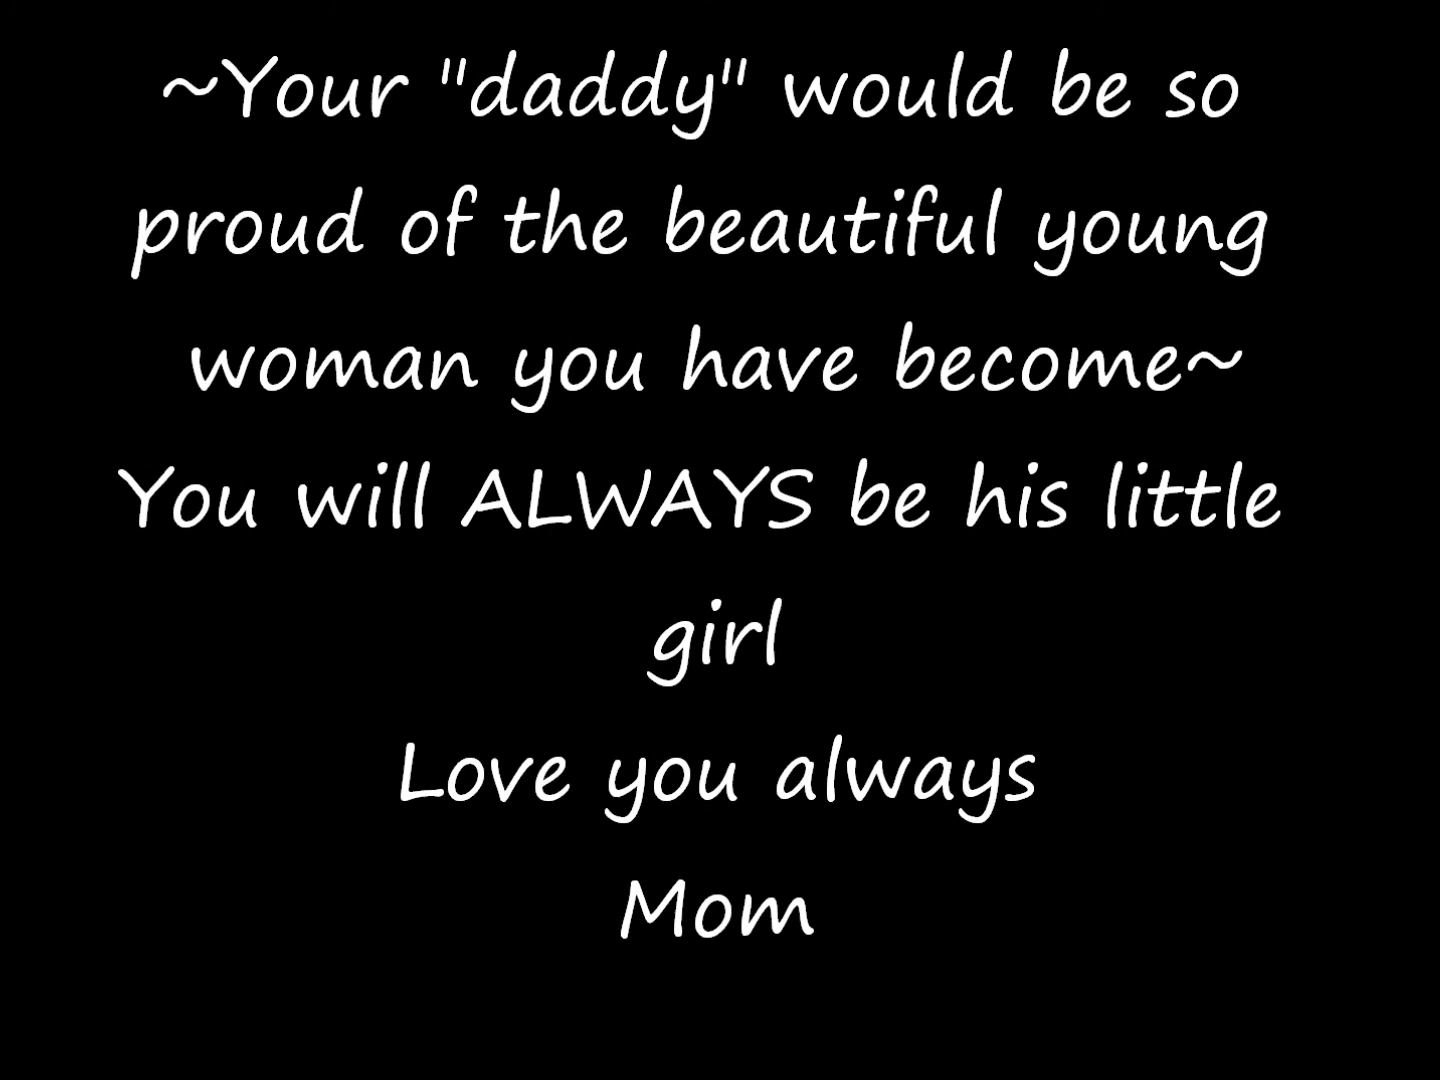 ~Your "daddy" would be so
proud of the beautiful young
woman you have become~
You will ALWAYS be his little
girl
Love you always
Mom